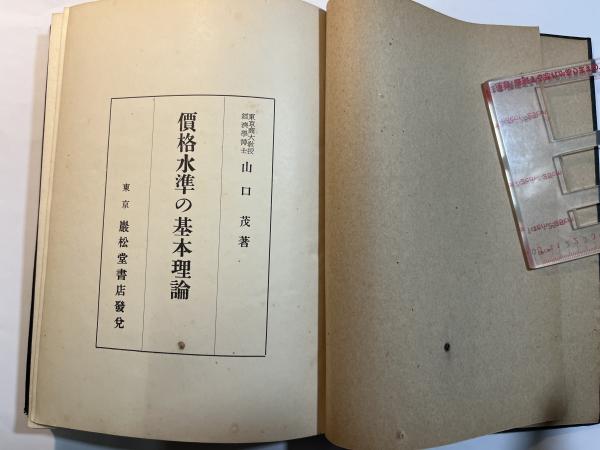 東京商大教授
經濟學博士
山口茂著
價格水準の基本理論
東京 巖松堂書店發兌